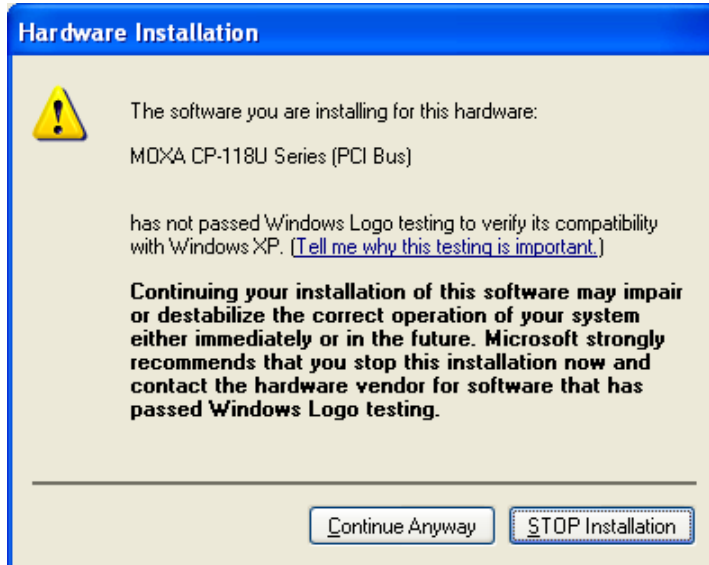 Hardware Installation
The software you are installing for this hardware:
MOXA CP-118U Series (PCI Bus)
has not passed Windows Logo testing to verify its compatibility
with Windows XP. (Tell me why this testing is important.)
Continuing your installation of this software may impair
or destabilize the correct operation of your system
either immediately or in the future. Microsoft strongly
recommends that you stop this installation now and
contact the hardware vendor for software that has
passed Windows Logo testing.
Continue Anyway
STOP Installation